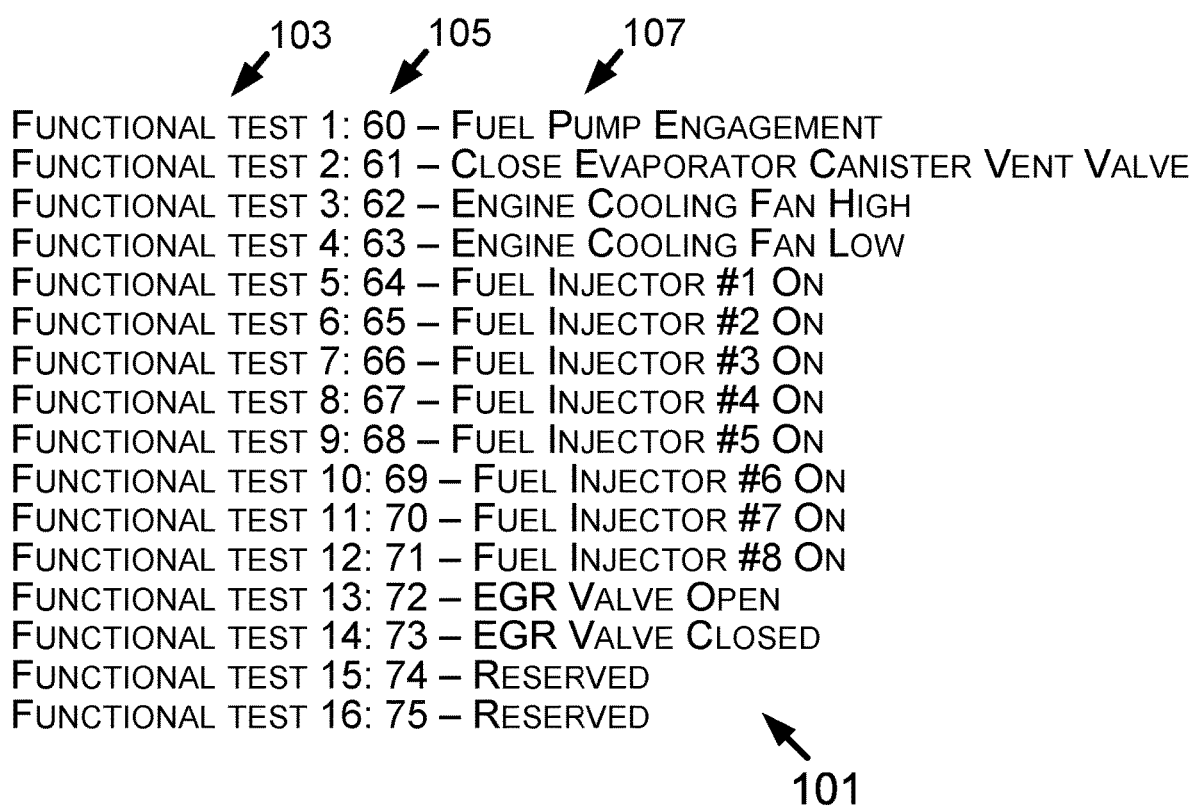 103 105 107
FUNCTIONAL TEST 1: 60 – FUEL PUMP ENGAGEMENT
FUNCTIONAL TEST 2: 61 – CLOSE EVAPORATOR CANISTER VENT VALVE
FUNCTIONAL TEST 3: 62 – ENGINE COOLING FAN HIGH
FUNCTIONAL TEST 4: 63 – ENGINE COOLING FAN LOW
FUNCTIONAL TEST 5: 64 – FUEL INJECTOR #1 ON
FUNCTIONAL TEST 6: 65 – FUEL INJECTOR #2 ON
FUNCTIONAL TEST 7: 66 – FUEL INJECTOR #3 ON
FUNCTIONAL TEST 8: 67 – FUEL INJECTOR #4 ON
FUNCTIONAL TEST 9: 68 – FUEL INJECTOR #5 ON
FUNCTIONAL TEST 10: 69 – FUEL INJECTOR #6 ON
FUNCTIONAL TEST 11: 70 – FUEL INJECTOR #7 ON
FUNCTIONAL TEST 12: 71 – FUEL INJECTOR #8 ON
FUNCTIONAL TEST 13: 72 – EGR VALVE OPEN
FUNCTIONAL TEST 14: 73 – EGR VALVE CLOSED
FUNCTIONAL TEST 15: 74 – RESERVED
FUNCTIONAL TEST 16: 75 – RESERVED
101